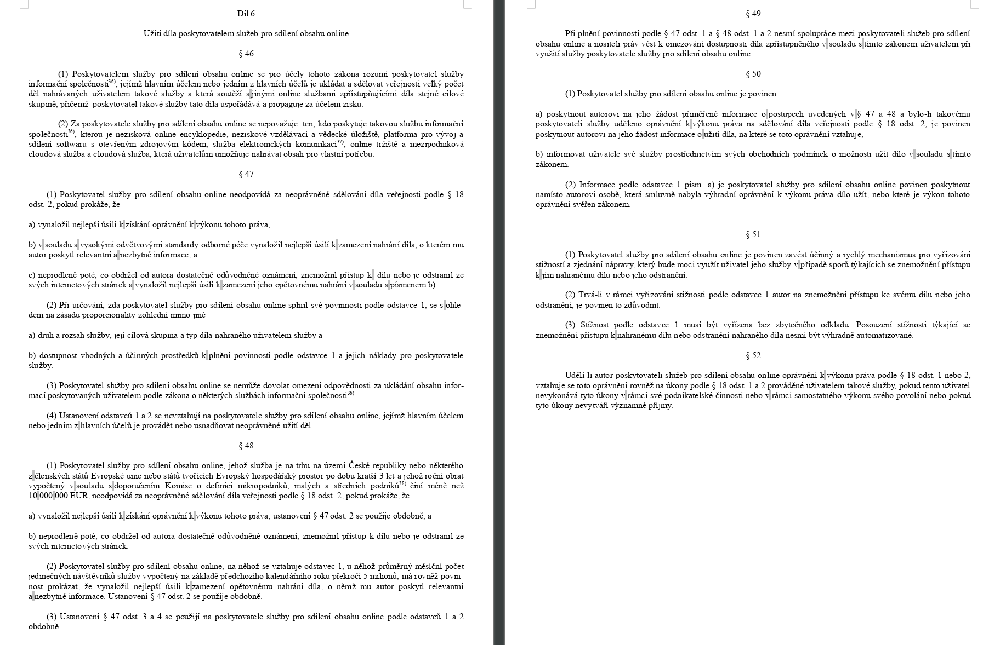 Díl 6
Užití díla poskytovatelem služeb pro sdílení obsahu online
§ 46
(1) Poskytovatelem služby pro sdílení obsahu online se pro účely tohoto zákona rozumí poskytovatel služby
informační společnosti36), jejímž hlavním účelem nebo jedním z hlavních účelů je ukládat a sdělovat veřejnosti velký počet
děl nahrávaných uživatelem takové služby a která soutěží s jinými online službami zpřístupňujícími díla stejné cílové
skupině, přičemž poskytovatel takové služby tato díla uspořádává a propaguje za účelem zisku.
(2) Za poskytovatele služby pro sdílení obsahu online se nepovažuje ten, kdo poskytuje takovou službu informační
společnosti36), kterou je nezisková online encyklopedie, neziskové vzdělávací a vědecké úložiště, platforma pro vývoj a
sdílení softwaru s otevřeným zdrojovým kódem, služba elektronických komunikací37), online tržiště a mezipodniková
cloudová služba a cloudová služba, která uživatelům umožňuje nahrávat obsah pro vlastní potřebu.
§ 47
(1) Poskytovatel služby pro sdílení obsahu online neodpovídá za neoprávněné sdělování díla veřejnosti podle § 18
odst. 2, pokud prokáže, že
a) vynaložil nejlepší úsilí k získání oprávnění k výkonu tohoto práva,
b) v souladu s vysokými odvětvovými standardy odborné péče vynaložil nejlepší úsilí k zamezení nahrání díla, o kterém mu
autor poskytl relevantní a nezbytné informace, a
c) neprodleně poté, co obdržel od autora dostatečně odůvodněné oznámení, znemožnil přístup k dílu nebo je odstranil ze
svých internetových stránek a vynaložil nejlepší úsilí k zamezení jeho opětovnému nahrání v souladu s písmenem b).
(2) Při určování, zda poskytovatel služby pro sdílení obsahu online splnil své povinnosti podle odstavce 1, se s ohle-
dem na zásadu proporcionality zohlední mimo jiné
a) druh a rozsah služby, její cílová skupina a typ díla nahraného uživatelem služby a
b) dostupnost vhodných a účinných prostředků k plnění povinností podle odstavce 1 a jejich náklady pro poskytovatele
služby.
(3) Poskytovatel služby pro sdílení obsahu online se nemůže dovolat omezení odpovědnosti za ukládání obsahu infor-
mací poskytovaných uživatelem podle zákona o některých službách informační společnosti36).
(4) Ustanovení odstavců 1 a 2 se nevztahují na poskytovatele služby pro sdílení obsahu online, jejímž hlavním účelem
nebo jedním z hlavních účelů je provádět nebo usnadňovat neoprávněné užití děl.
§ 48
(1) Poskytovatel služby pro sdílení obsahu online, jehož služba je na trhu na území České republiky nebo některého
z členských států Evropské unie nebo států tvořících Evropský hospodářský prostor po dobu kratší 3 let a jehož roční obrat
vypočtený v souladu s doporučením Komise o definici mikropodniků, malých a středních podniků38) činí méně než
10 000 000 EUR, neodpovídá za neoprávněné sdělování díla veřejnosti podle § 18 odst. 2, pokud prokáže, že
a) vynaložil nejlepší úsilí k získání oprávnění k výkonu tohoto práva; ustanovení § 47 odst. 2 se použije obdobně, a
b) neprodleně poté, co obdržel od autora dostatečně odůvodněné oznámení, znemožnil přístup k dílu nebo je odstranil ze
svých internetových stránek.
(2) Poskytovatel služby pro sdílení obsahu online, na něhož se vztahuje odstavec 1, u něhož průměrný měsíční počet
jedinečných návštěvníků služby vypočtený na základě předchozího kalendářního roku překročí 5 milionů, má rovněž povin-
nost prokázat, že vynaložil nejlepší úsilí k zamezení opětovnému nahrání díla, o němž mu autor poskytl relevantní
a nezbytné informace. Ustanovení § 47 odst. 2 se použije obdobně.
(3) Ustanovení § 47 odst. 3 a 4 se použijí na poskytovatele služby pro sdílení obsahu online podle odstavců 1 a 2
obdobně.
§ 49
Při plnění povinností podle § 47 odst. 1 a § 48 odst. 1 a 2 nesmí spolupráce mezi poskytovateli služeb pro sdílení
obsahu online a nositeli práv vést k omezování dostupnosti díla zpřístupněného v souladu s tímto zákonem uživatelem při
využití služby poskytovatele služby pro sdílení obsahu online.
§ 50
(1) Poskytovatel služby pro sdílení obsahu online je povinen
a) poskytnout autorovi na jeho žádost přiměřené informace o postupech uvedených v § 47 a 48 a bylo-li takovému
poskytovateli služby uděleno oprávnění k výkonu práva na sdělování díla veřejnosti podle § 18 odst. 2, je povinen
poskytnout autorovi na jeho žádost informace o užití díla, na které se toto oprávnění vztahuje,
b) informovat uživatele své služby prostřednictvím svých obchodních podmínek o možnosti užít dílo v souladu s tímto
zákonem.
(2) Informace podle odstavce 1 písm. a) je poskytovatel služby pro sdílení obsahu online povinen poskytnout
namísto autorovi osobě, která smluvně nabyla výhradní oprávnění k výkonu práva dílo užít, nebo které je výkon tohoto
oprávnění svěřen zákonem.
§ 51
(1) Poskytovatel služby pro sdílení obsahu online je povinen zavést účinný a rychlý mechanismus pro vyřizování
stížností a zjednání nápravy, který bude moci využít uživatel jeho služby v případě sporů týkajících se znemožnění přístupu
k jím nahranému dílu nebo jeho odstranění.
(2) Trvá-li v rámci vyřizování stížnosti podle odstavce 1 autor na znemožnění přístupu ke svému dílu nebo jeho
odstranění, je povinen to zdůvodnit.
(3) Stížnost podle odstavce 1 musí být vyřízena bez zbytečného odkladu. Posouzení stížnosti týkající se
znemožnění přístupu k nahranému dílu nebo odstranění nahraného díla nesmí být výhradně automatizované.
§ 52
Udělí-li autor poskytovateli služeb pro sdílení obsahu online oprávnění k výkonu práva podle § 18 odst. 1 nebo 2,
vztahuje se toto oprávnění rovněž na úkony podle § 18 odst. 1 a 2 prováděné uživatelem takové služby, pokud tento uživatel
nevykonává tyto úkony v rámci své podnikatelské činnosti nebo v rámci samostatného výkonu svého povolání nebo pokud
tyto úkony nevytváří významné příjmy.